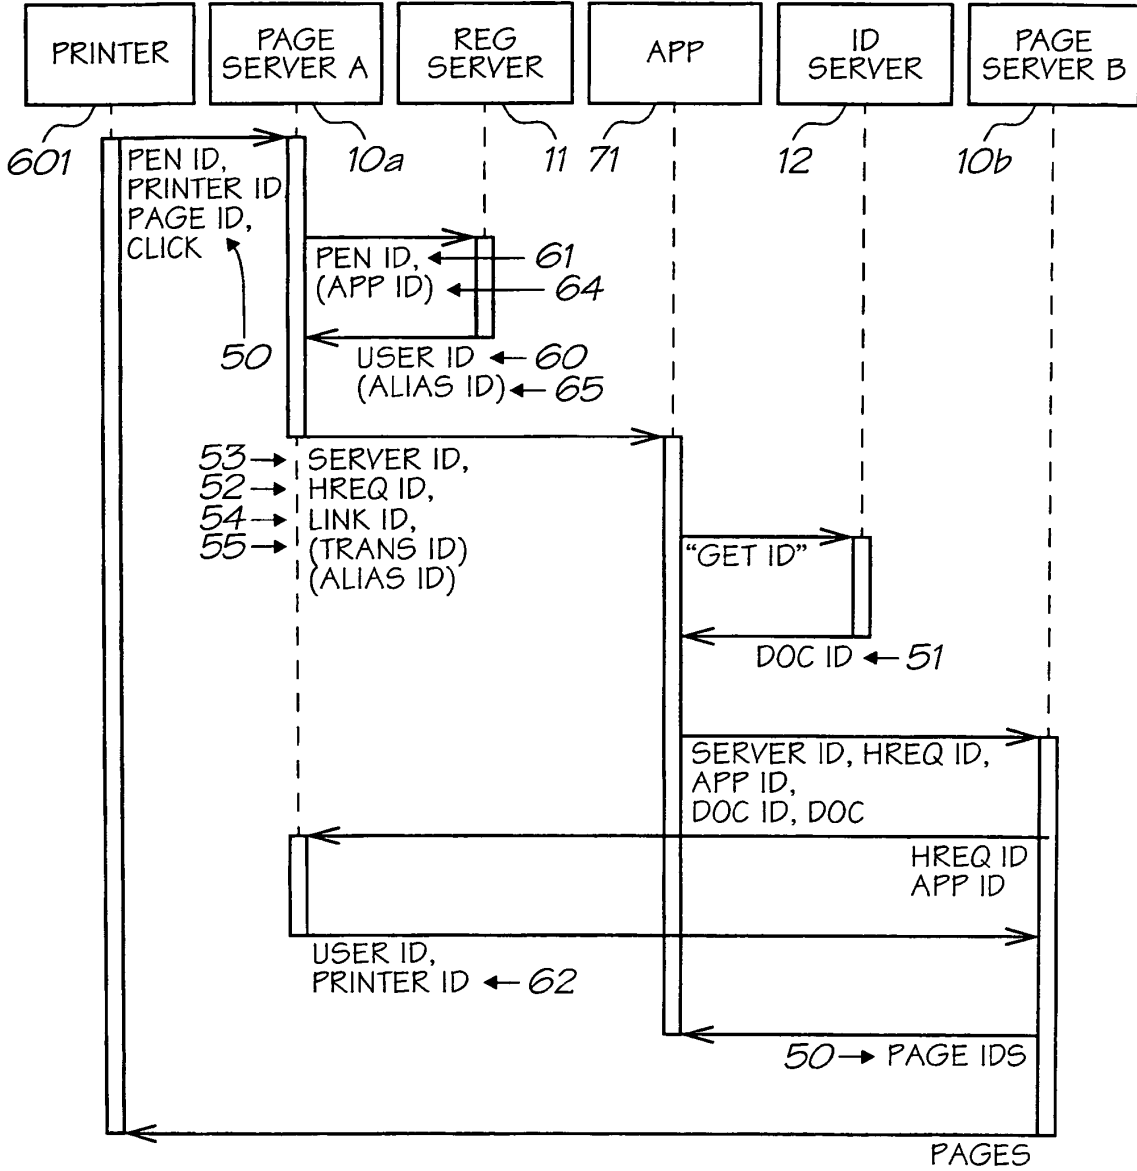 PRINTER
PAGE
SERVER A
REG
SERVER
APP
ID
SERVER
PAGE
SERVER B
601
10a
11
71
12
10b
PEN ID,
PRINTER ID
PAGE ID,
CLICK
50
PEN ID, 61
(APP ID) 64
USER ID 60
(ALIAS ID) 65
53 SERVER ID,
52 HREQ ID,
54 LINK ID,
55 (TRANS ID)
(ALIAS ID)
“GET ID”
DOC ID 51
SERVER ID, HREQ ID,
APP ID,
DOC ID, DOC
HREQ ID
APP ID
USER ID,
PRINTER ID 62
50 PAGE IDS
PAGES